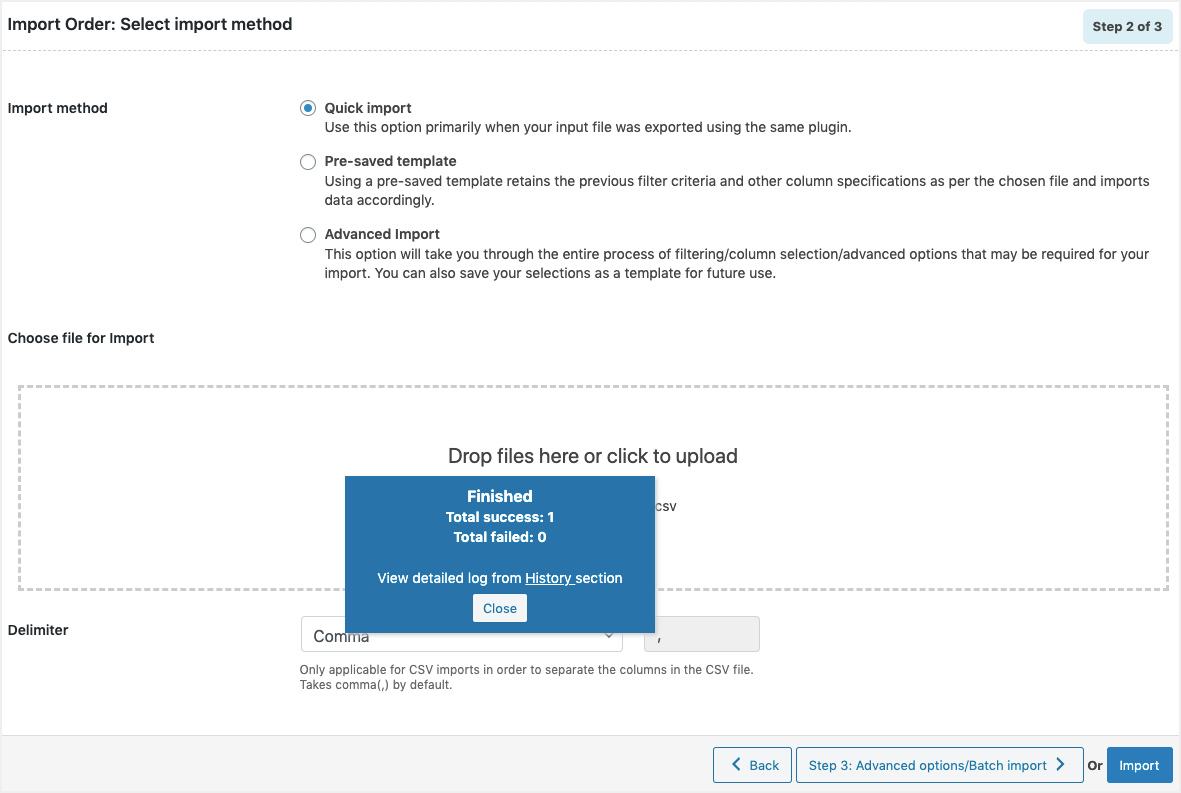 Import Order: Select import method
Step 2 of 3
Import method
Quick import
Use this option primarily when your input file was exported using the same plugin.
Pre-saved template
Using a pre-saved template retains the previous filter criteria and other column specifications as per the chosen file and imports
data accordingly.
Advanced Import
This option will take you through the entire process of filtering/column selection/advanced options that may be required for your
import. You can also save your selections as a template for future use.
Choose file for Import
Drop files here or click to upload
Finished
csv
Total success: 1
Total failed: 0
View detailed log from History section
Close
Delimiter
Comma
,
Only applicable for CSV imports in order to separate the columns in the CSV file.
Takes comma(,) by default.
Back
Step 3: Advanced options/Batch import
Or
Import